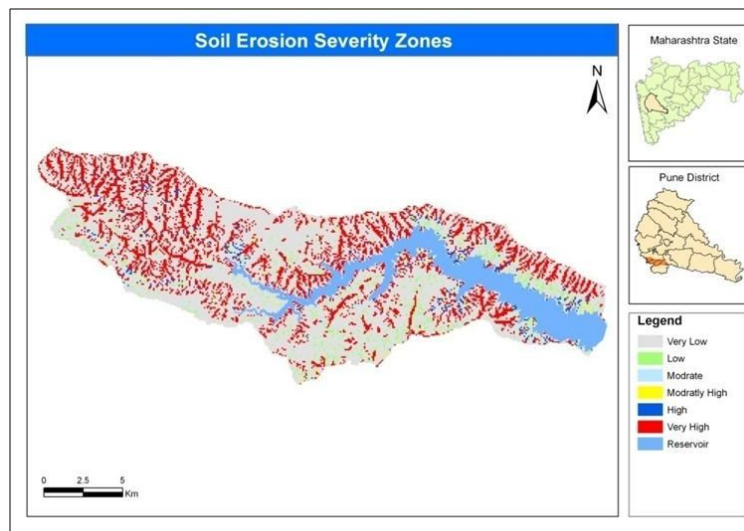 Soil Erosion Severity Zones
N
0 2.5 5
Km
Maharashtra State
Pune District
Legend
Very Low
Low
Modrate
Modratly High
High
Very High
Reservoir